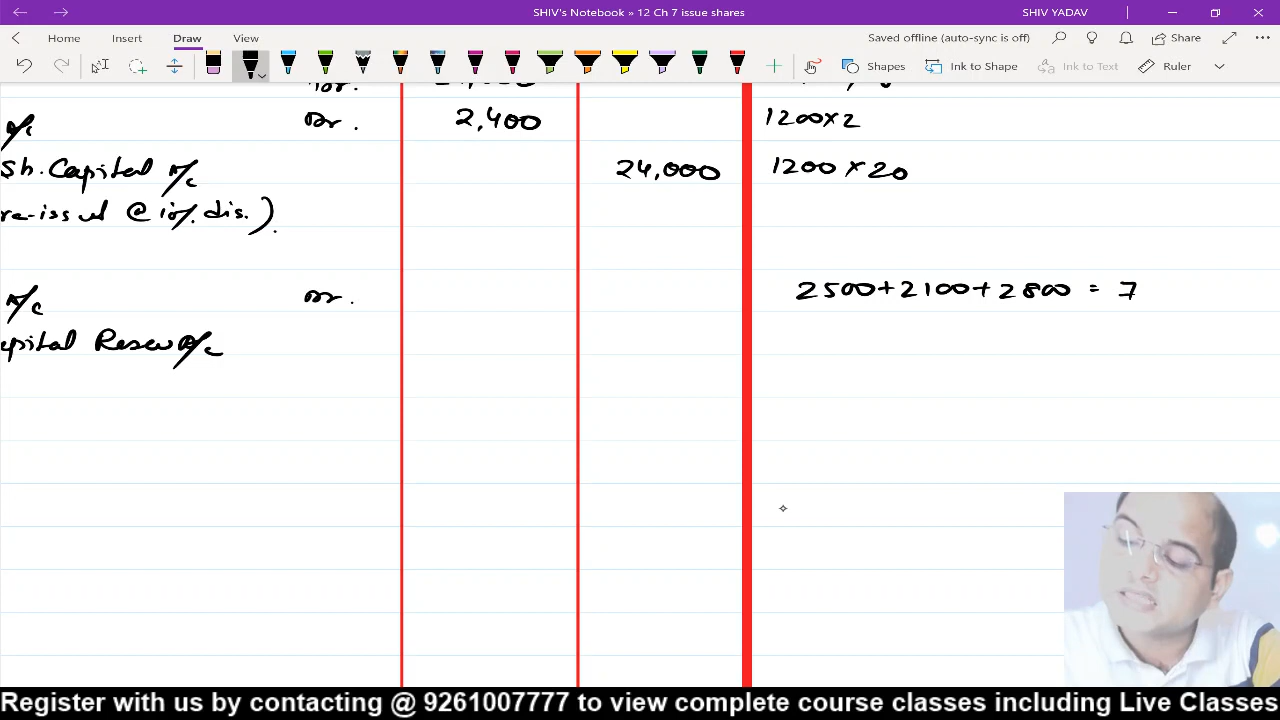 SHIV's Notebook » 12 Ch 7 issue shares
SHIV YADAV
Home Insert Draw View
Saved offline (auto-sync is off)
Share
Shapes
Ink to Shape
Ink to Text
Ruler
A/c Dr. 2,400 1200×2
Sh. Capital A/c 24,000 1200 × 20
re-issued @ 10% dis.)
A/c Dr. 2500+2100+2800 = 7
apital Reserv A/c
Register with us by contacting @ 9261007777 to view complete course classes including Live Classes